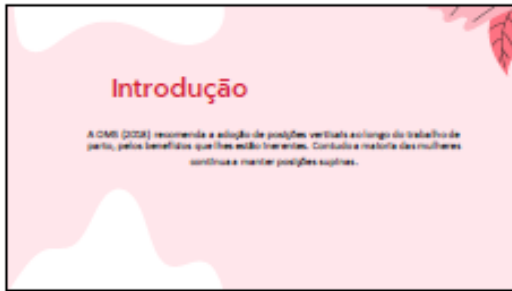 Introdução
A OMS (2018) recomenda a adoção de posições verticais ao longo do trabalho de
parto, pelos benefícios que lhes estão inerentes. Contudo a maioria das mulheres
continua a manter posições supinas.